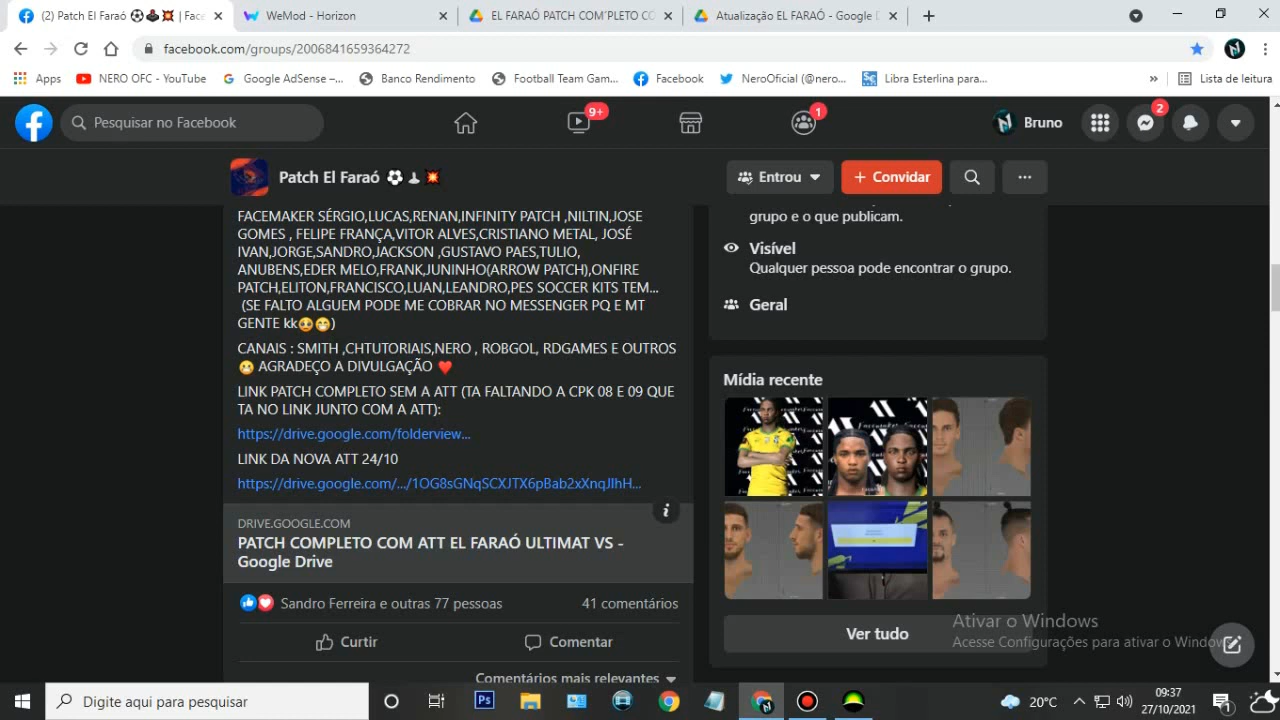 (2) Patch El Faraó ⚽🕹💥 | Face
WeMod - Horizon
EL FARAÓ PATCH COM´PLETO CO
Atualização EL FARAÓ - Google D
facebook.com/groups/2006841659364272
Apps
NERO OFC - YouTube
Google AdSense –...
Banco Rendimento
Football Team Gam...
Facebook
NeroOficial (@nero...
Libra Esterlina para...
»
Lista de leitura
Pesquisar no Facebook
9+
1
Bruno
2
Patch El Faraó ⚽🕹💥
Entrou
+ Convidar
FACEMAKER SÉRGIO,LUCAS,RENAN,INFINITY PATCH ,NILTIN,JOSE
GOMES , FELIPE FRANÇA,VITOR ALVES,CRISTIANO METAL, JOSÉ
IVAN,JORGE,SANDRO,JACKSON ,GUSTAVO PAES,TULIO,
ANUBENS,EDER MELO,FRANK,JUNINHO(ARROW PATCH),ONFIRE
PATCH,ELITON,FRANCISCO,LUAN,LEANDRO,PES SOCCER KITS TEM...
(SE FALTO ALGUEM PODE ME COBRAR NO MESSENGER PQ E MT
GENTE kk🥴😁)
CANAIS : SMITH ,CHTUTORIAIS,NERO , ROBGOL, RDGAMES E OUTROS
😁 AGRADEÇO A DIVULGAÇÃO ❤️
LINK PATCH COMPLETO SEM A ATT (TA FALTANDO A CPK 08 E 09 QUE
TA NO LINK JUNTO COM A ATT):
https://drive.google.com/folderview...
LINK DA NOVA ATT 24/10
https://drive.google.com/.../1OG8sGNqSCXJTX6pBab2xXnqJlhH...
DRIVE.GOOGLE.COM
PATCH COMPLETO COM ATT EL FARAÓ ULTIMAT VS -
Google Drive
Sandro Ferreira e outras 77 pessoas
41 comentários
Curtir
Comentar
Comentários mais relevantes
grupo e o que publicam.
Visível
Qualquer pessoa pode encontrar o grupo.
Geral
Mídia recente
Ver tudo
Ativar o Windows
Acesse Configurações para ativar o Windows
Digite aqui para pesquisar
Ps
20°C
09:37
27/10/2021
1